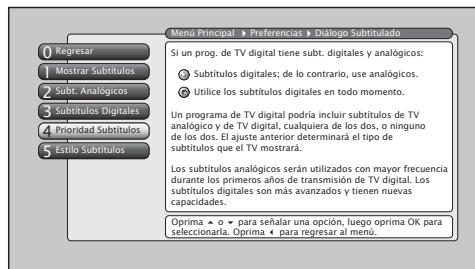 Menú Principal ▶ Preferencias ▶ Diálogo Subtitulado
0 Regresar
1 Mostrar Subtítulos
2 Subt. Analógicos
3 Subtítulos Digitales
4 Prioridad Subtítulos
5 Estilo Subtítulos
Si un prog. de TV digital tiene subt. digitales y analógicos:
Subtítulos digitales; de lo contrario, use analógicos.
Utilice los subtítulos digitales en todo momento.
Un programa de TV digital podría incluir subtítulos de TV
analógico y de TV digital, cualquiera de los dos, o ninguno
de los dos. El ajuste anterior determinará el tipo de
subtítulos que el TV mostrará.
Los subtítulos analógicos serán utilizados con mayor frecuencia
durante los primeros años de transmisión de TV digital. Los
subtítulos digitales son más avanzados y tienen nuevas
capacidades.
Oprima ▲ o ▼ para señalar una opción, luego oprima OK para
seleccionarla. Oprima ◀ para regresar al menú.